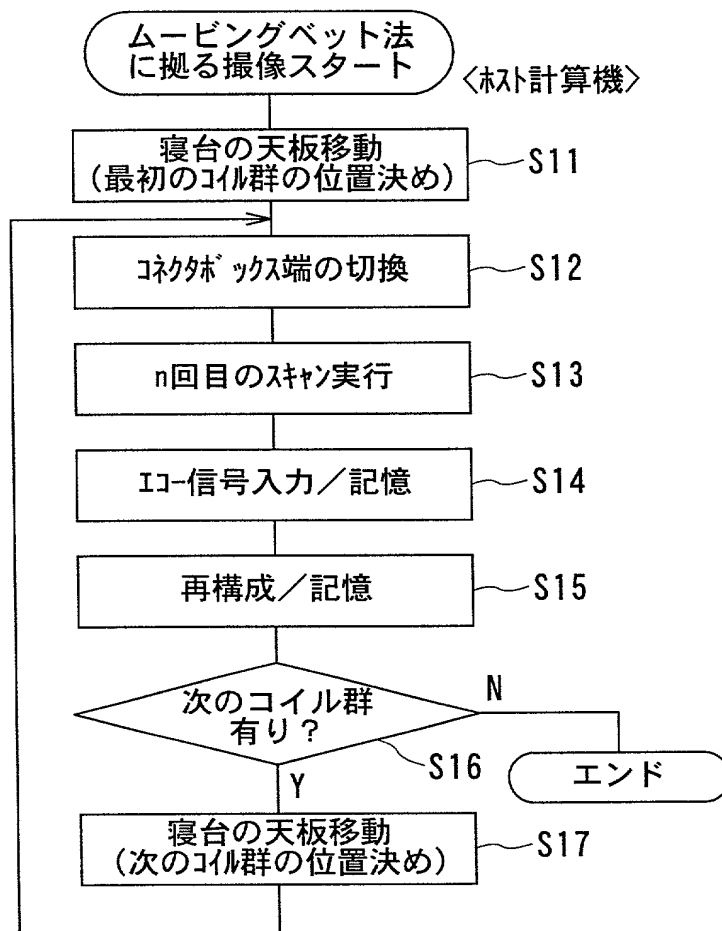 ムービングベット法
に拠る撮像スタート
〈ﾎｽﾄ計算機〉
寝台の天板移動
(最初のｺｲﾙ群の位置決め)
S11
ｺﾈｸﾀﾎﾞｯｸｽ端の切換
S12
n回目のｽｷｬﾝ実行
S13
ｴｺｰ信号入力／記憶
S14
再構成／記憶
S15
次のコイル群
有り？
N
S16
エンド
Y
寝台の天板移動
(次のｺｲﾙ群の位置決め)
S17